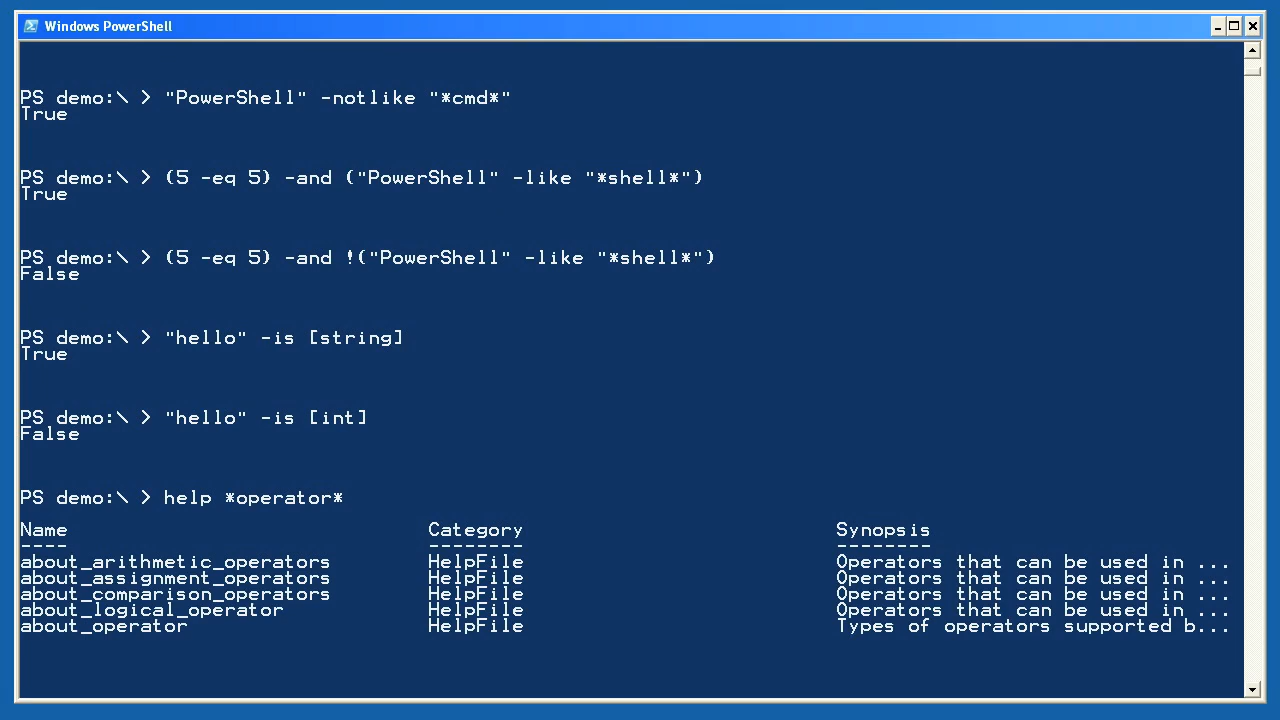 Windows PowerShell
PS demo:\ > "PowerShell" -notlike "*cmd*"
True
PS demo:\ > (5 -eq 5) -and ("PowerShell" -like "*shell*")
True
PS demo:\ > (5 -eq 5) -and !("PowerShell" -like "*shell*")
False
PS demo:\ > "hello" -is [string]
True
PS demo:\ > "hello" -is [int]
False
PS demo:\ > help *operator*
Name Category Synopsis
---- -------- --------
about_arithmetic_operators HelpFile Operators that can be used in ...
about_assignment_operators HelpFile Operators that can be used in ...
about_comparison_operators HelpFile Operators that can be used in ...
about_logical_operator HelpFile Operators that can be used in ...
about_operator HelpFile Types of operators supported b...